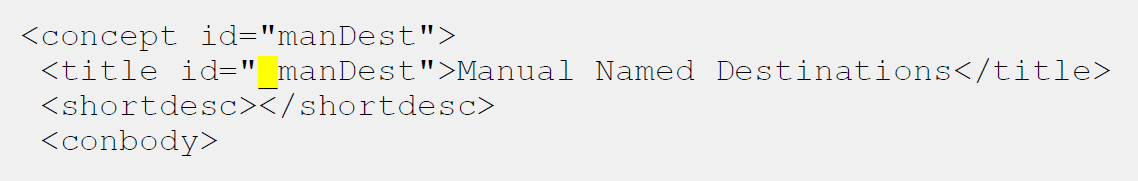 <concept id="manDest">
<title id="_manDest">Manual Named Destinations</title>
<shortdesc></shortdesc>
<conbody>